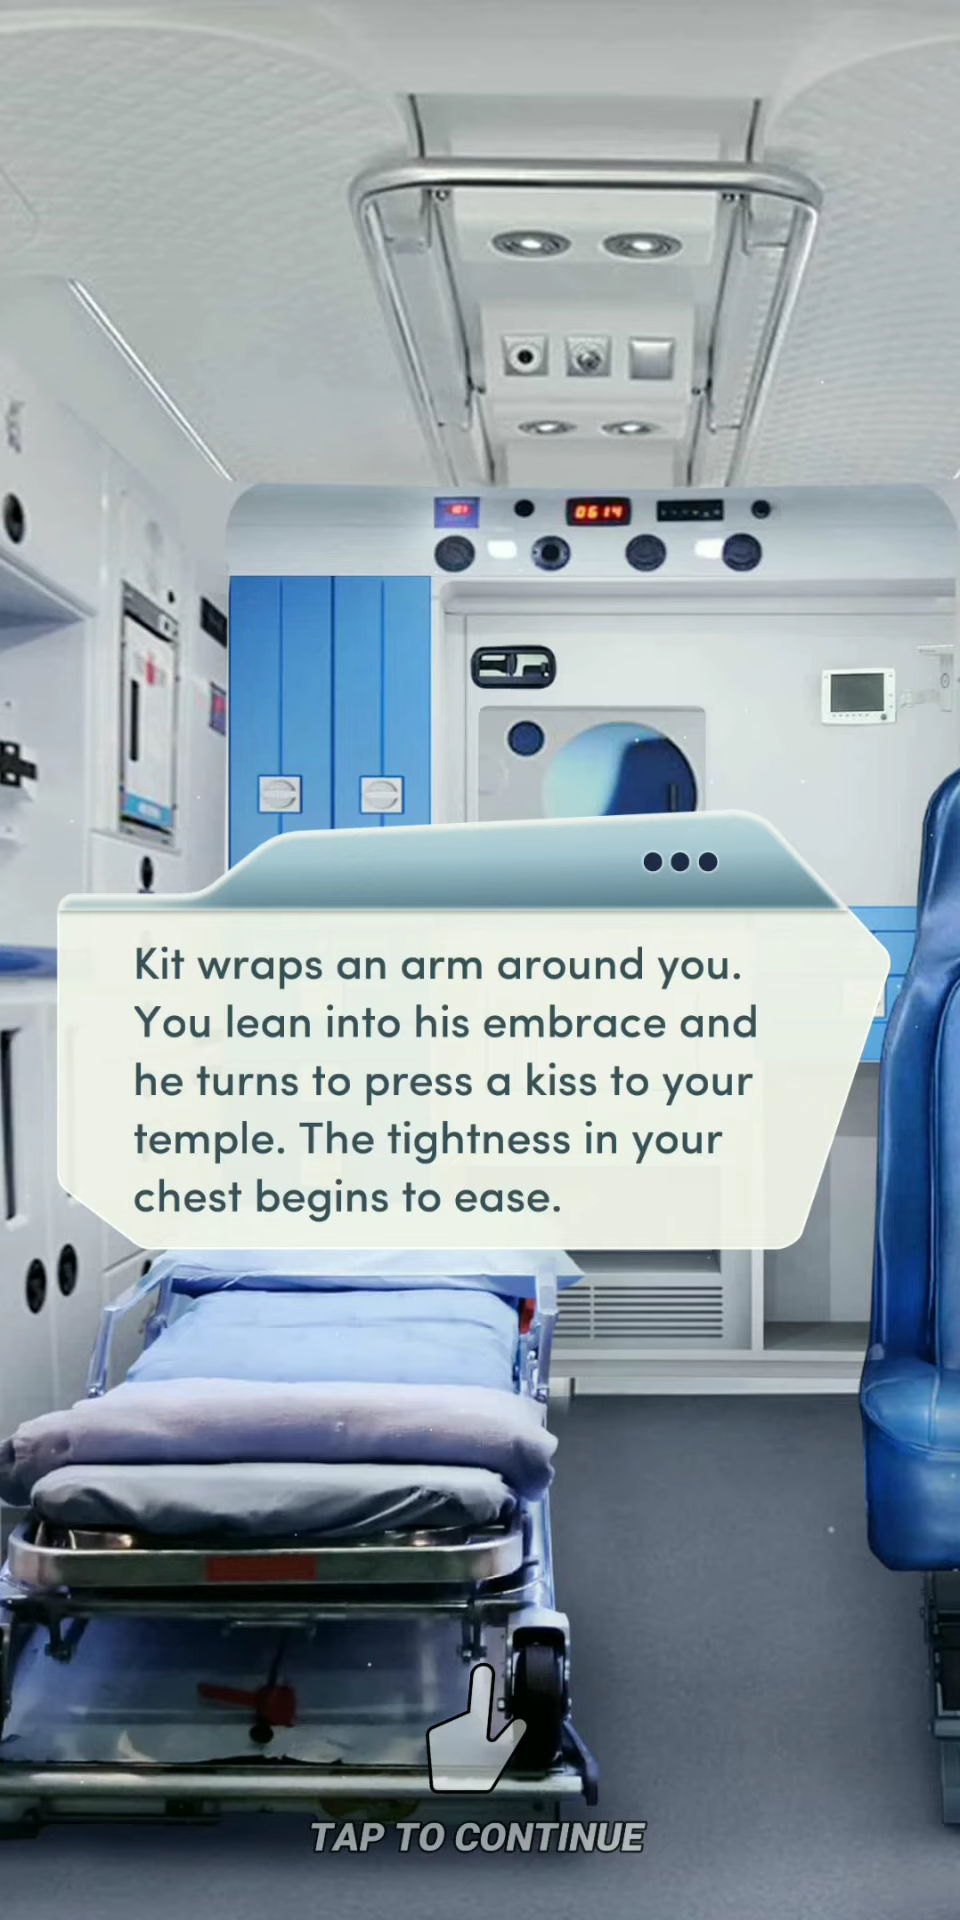 0614
Kit wraps an arm around you.
You lean into his embrace and
he turns to press a kiss to your
temple. The tightness in your
chest begins to ease.
TAP TO CONTINUE